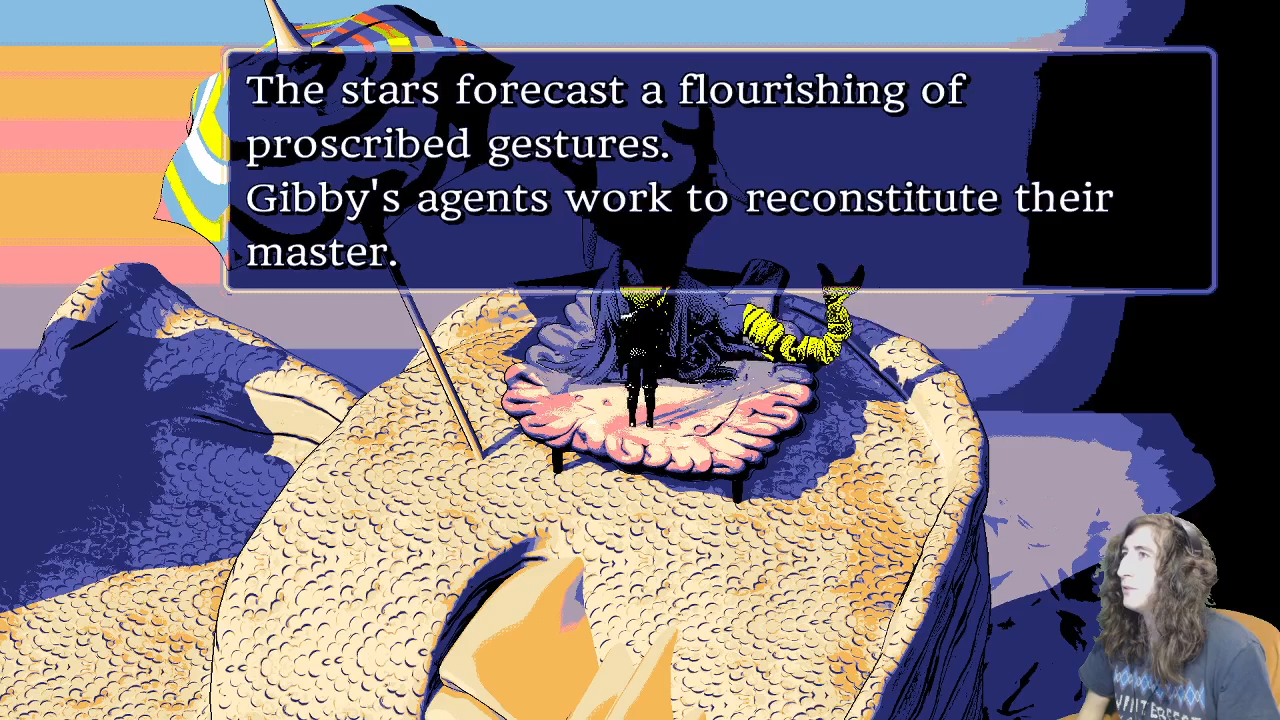 The stars forecast a flourishing of
proscribed gestures.
Gibby's agents work to reconstitute their
master.